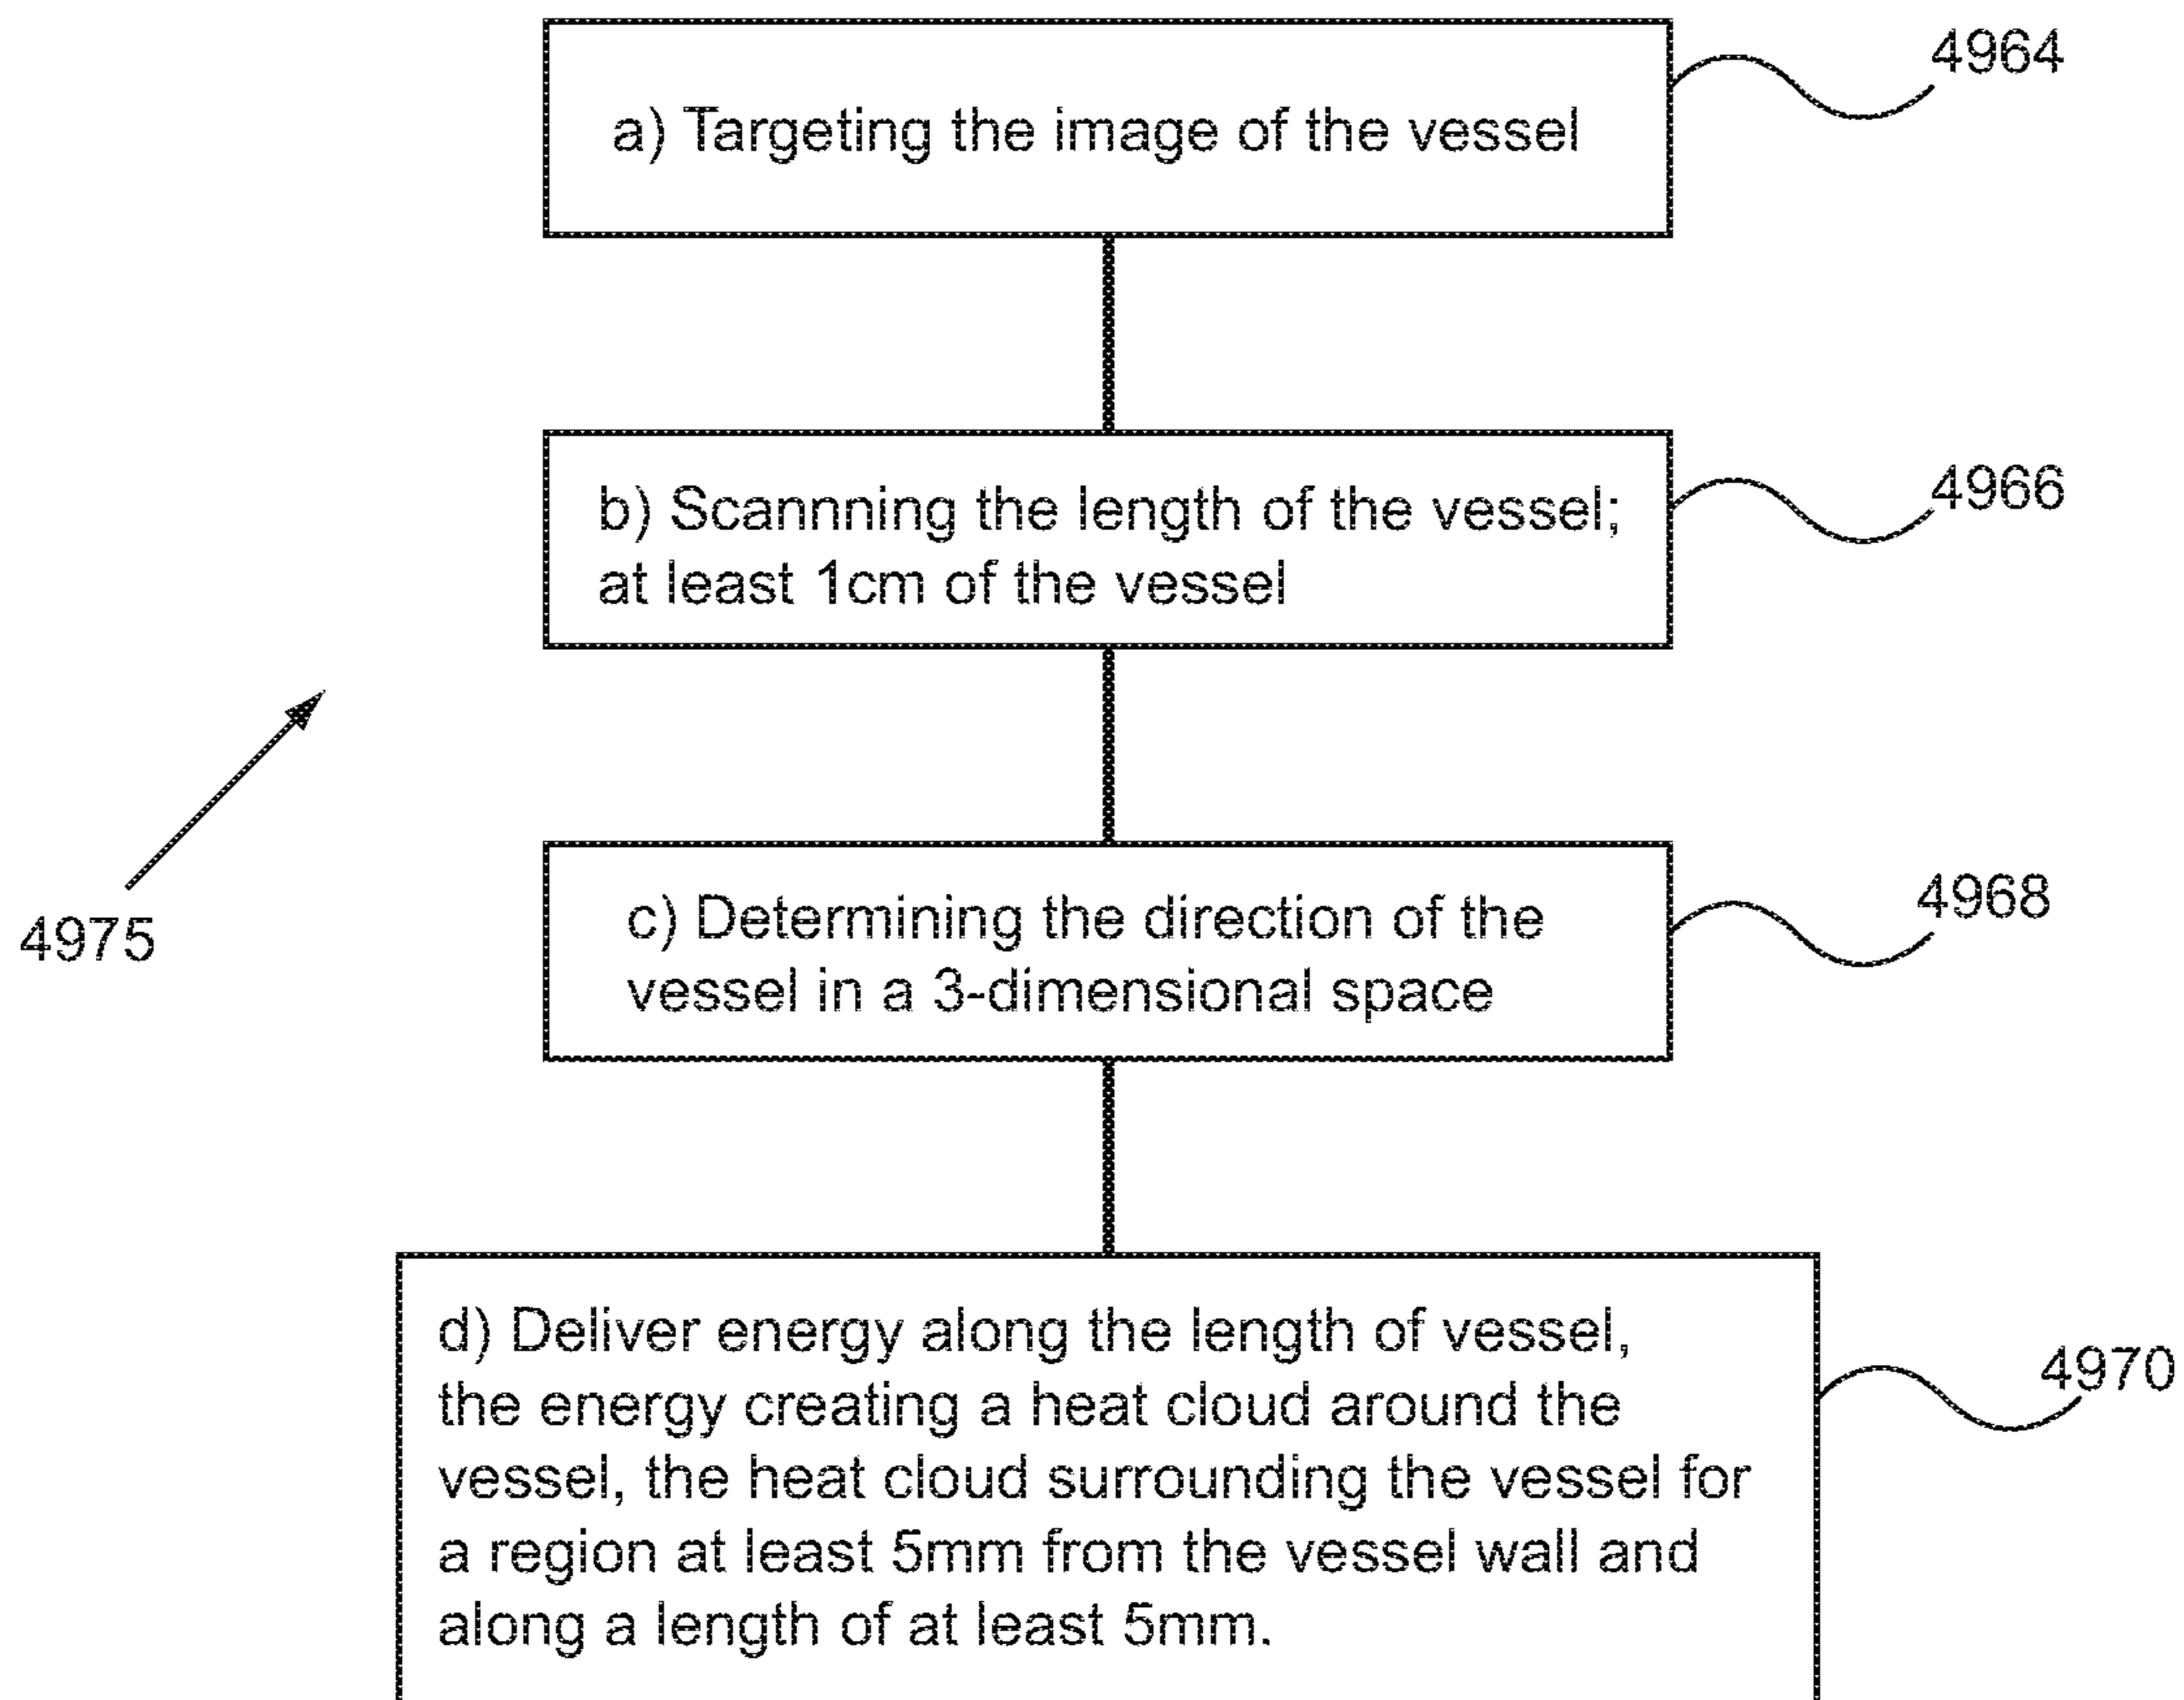 4964
a) Targeting the image of the vessel
4966
b) Scannning the length of the vessel;
at least 1cm of the vessel
4968
c) Determining the direction of the
vessel in a 3-dimensional space
4975
4970
d) Deliver energy along the length of vessel,
the energy creating a heat cloud around the
vessel, the heat cloud surrounding the vessel for
a region at least 5mm from the vessel wall and
along a length of at least 5mm.